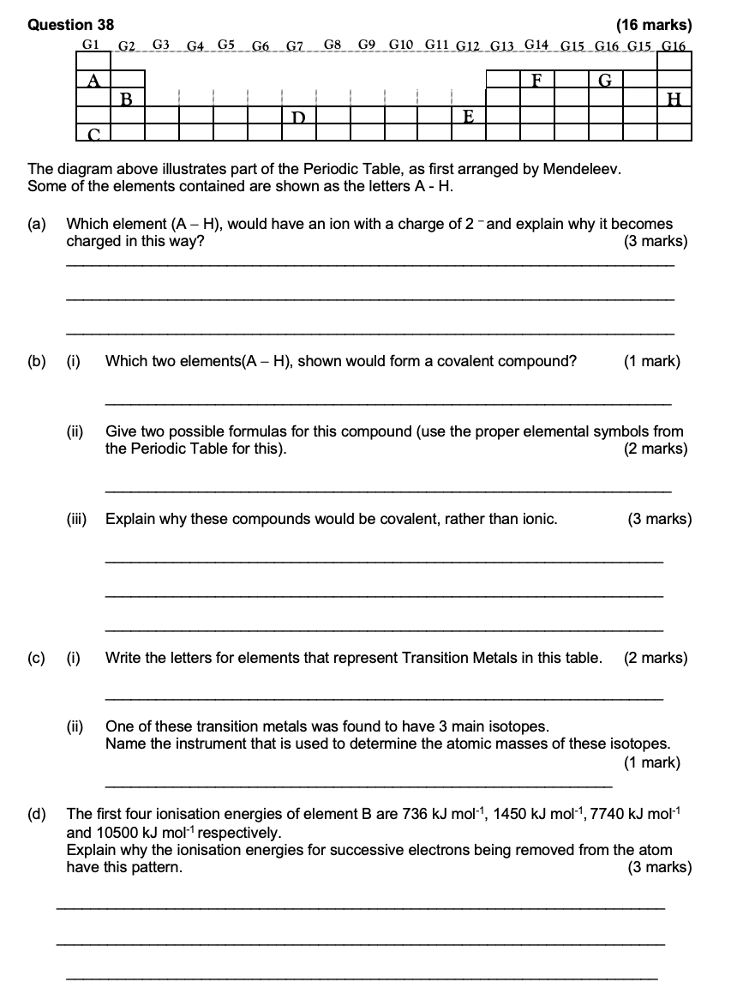 Question 38 (16 marks)
G1 G2 G3 G4 G5 G6 G7 G8 G9 G10 G11 G12 G13 G14 G15 G16 G15 G16
A F G
B H
D E
C
The diagram above illustrates part of the Periodic Table, as first arranged by Mendeleev.
Some of the elements contained are shown as the letters A - H.
(a) Which element (A – H), would have an ion with a charge of 2 ⁻ and explain why it becomes
charged in this way? (3 marks)
(b) (i) Which two elements(A – H), shown would form a covalent compound? (1 mark)
(ii) Give two possible formulas for this compound (use the proper elemental symbols from
the Periodic Table for this). (2 marks)
(iii) Explain why these compounds would be covalent, rather than ionic. (3 marks)
(c) (i) Write the letters for elements that represent Transition Metals in this table. (2 marks)
(ii) One of these transition metals was found to have 3 main isotopes.
Name the instrument that is used to determine the atomic masses of these isotopes.
(1 mark)
(d) The first four ionisation energies of element B are 736 kJ mol⁻¹, 1450 kJ mol⁻¹, 7740 kJ mol⁻¹
and 10500 kJ mol⁻¹ respectively.
Explain why the ionisation energies for successive electrons being removed from the atom
have this pattern. (3 marks)